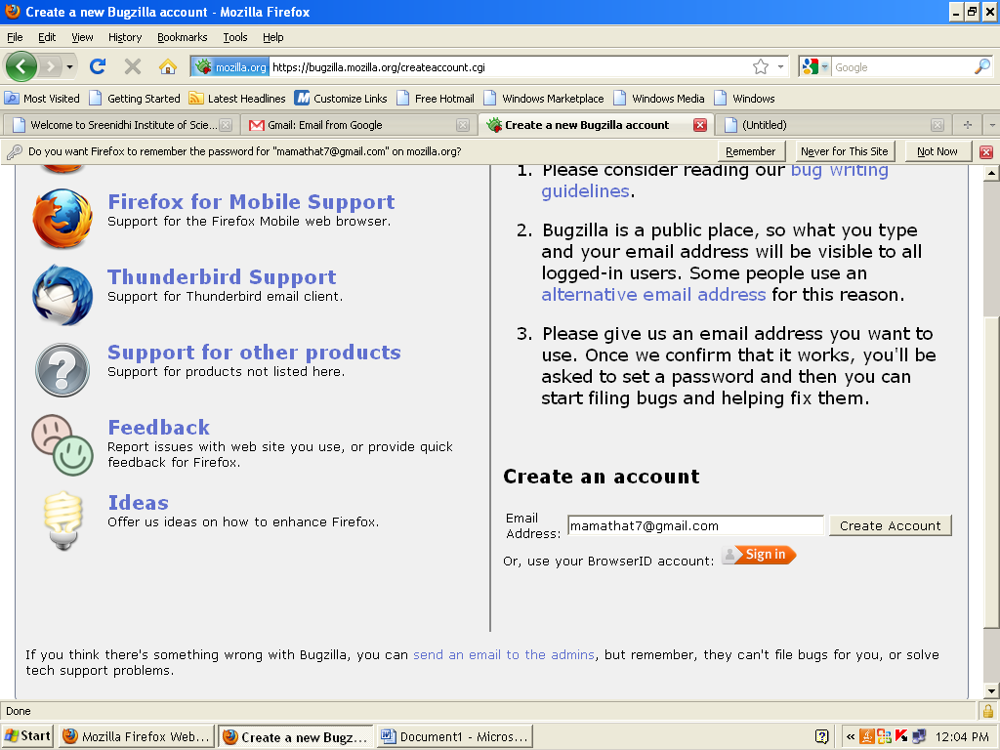 Create a new Bugzilla account - Mozilla Firefox
File Edit View History Bookmarks Tools Help
mozilla.org https://bugzilla.mozilla.org/createaccount.cgi Google
Most Visited Getting Started Latest Headlines Customize Links Free Hotmail Windows Marketplace Windows Media Windows
Welcome to Sreenidhi Institute of Scie... Gmail: Email from Google Create a new Bugzilla account (Untitled)
Do you want Firefox to remember the password for "mamathat7@gmail.com" on mozilla.org? Remember Never for This Site Not Now
Firefox for Mobile Support
Support for the Firefox Mobile web browser.
Thunderbird Support
Support for Thunderbird email client.
Support for other products
Support for products not listed here.
Feedback
Report issues with web site you use, or provide quick
feedback for Firefox.
Ideas
Offer us ideas on how to enhance Firefox.
1. Please consider reading our bug writing
guidelines.
2. Bugzilla is a public place, so what you type
and your email address will be visible to all
logged-in users. Some people use an
alternative email address for this reason.
3. Please give us an email address you want to
use. Once we confirm that it works, you'll be
asked to set a password and then you can
start filing bugs and helping fix them.
Create an account
Email
Address: mamathat7@gmail.com Create Account
Or, use your BrowserID account: Sign in
If you think there's something wrong with Bugzilla, you can send an email to the admins, but remember, they can't file bugs for you, or solve
tech support problems.
Done
Start Mozilla Firefox Web... Create a new Bugz... Document1 - Micros... 12:04 PM